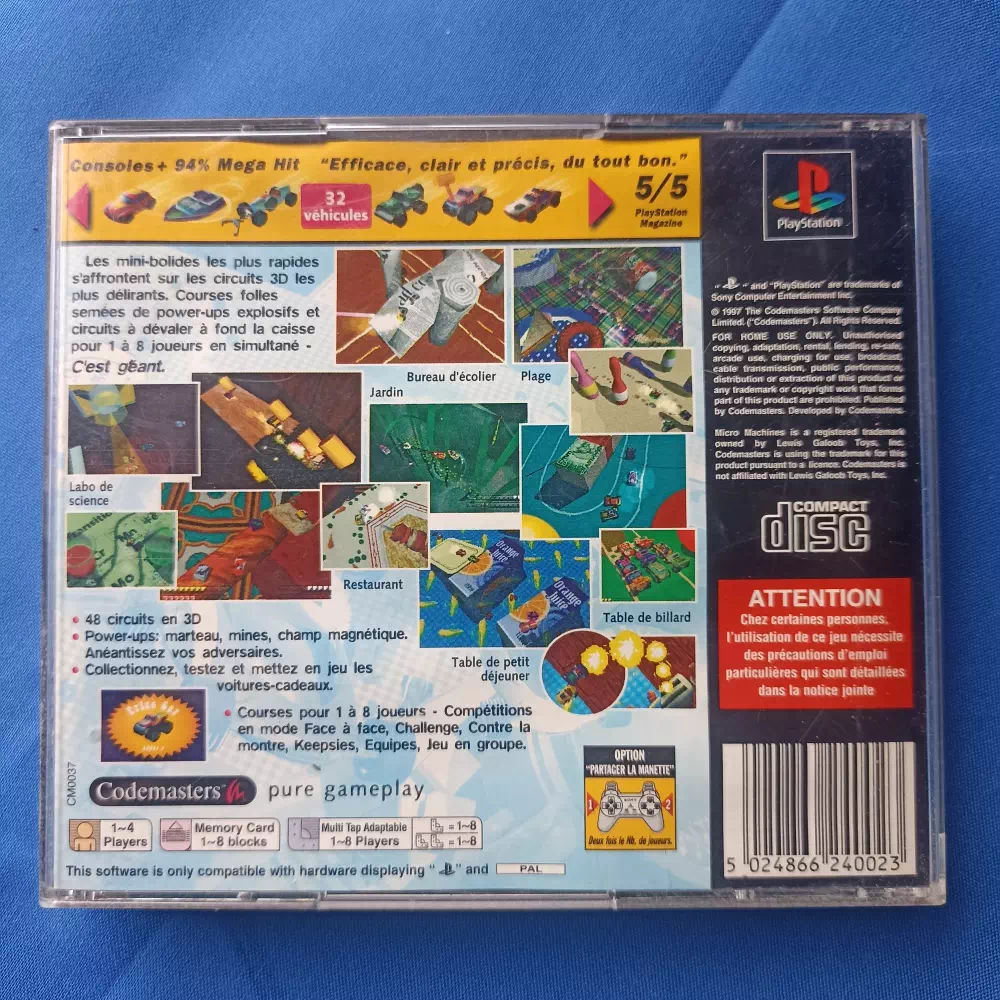 Consoles+ 94% Mega Hit "Efficace, clair et précis, du tout bon."
32
véhicules
5/5
PlayStation
Magazine
Les mini-bolides les plus rapides
s'affrontent sur les circuits 3D les
plus délirants. Courses folles
semées de power-ups explosifs et
circuits à dévaler à fond la caisse
pour 1 à 8 joueurs en simultané -
C'est géant.
Bureau d'écolier
Plage
Jardin
Labo de
science
Restaurant
Orange
Juice
Orange
Juice
Table de billard
Table de petit
déjeuner
• 48 circuits en 3D
• Power-ups: marteau, mines, champ magnétique.
Anéantissez vos adversaires.
• Collectionnez, testez et mettez en jeu les
voitures-cadeaux.
• Courses pour 1 à 8 joueurs - Compétitions
en mode Face à face, Challenge, Contre la
montre, Keepsies, Equipes, Jeu en groupe.
CM0037
Codemasters pure gameplay
OPTION
"PARTAGER LA MANETTE"
1 2
Deux fois le Nb. de joueurs.
1~4
Players
Memory Card
1~8 blocks
Multi Tap Adaptable
1~8 Players
= 1~8
= 1~8
This software is only compatible with hardware displaying " " and PAL
PlayStation
" " and "PlayStation" are trademarks of
Sony Computer Entertainment Inc.
© 1997 The Codemasters Software Company
Limited. ("Codemasters"). All Rights Reserved.
FOR HOME USE ONLY. Unauthorised
copying, adaptation, rental, lending, re-sale,
arcade use, charging for use, broadcast,
cable transmission, public performance,
distribution or extraction of this product or
any trademark or copyright work that forms
part of this product are prohibited. Published
by Codemasters. Developed by Codemasters.
Micro Machines is a registered trademark
owned by Lewis Galoob Toys, Inc.
Codemasters is using the trademark for this
product pursuant to a licence. Codemasters is
not affiliated with Lewis Galoob Toys, Inc.
COMPACT
disc
ATTENTION
Chez certaines personnes,
l'utilisation de ce jeu nécessite
des précautions d'emploi
particulières qui sont détaillées
dans la notice jointe
5 024866 240023